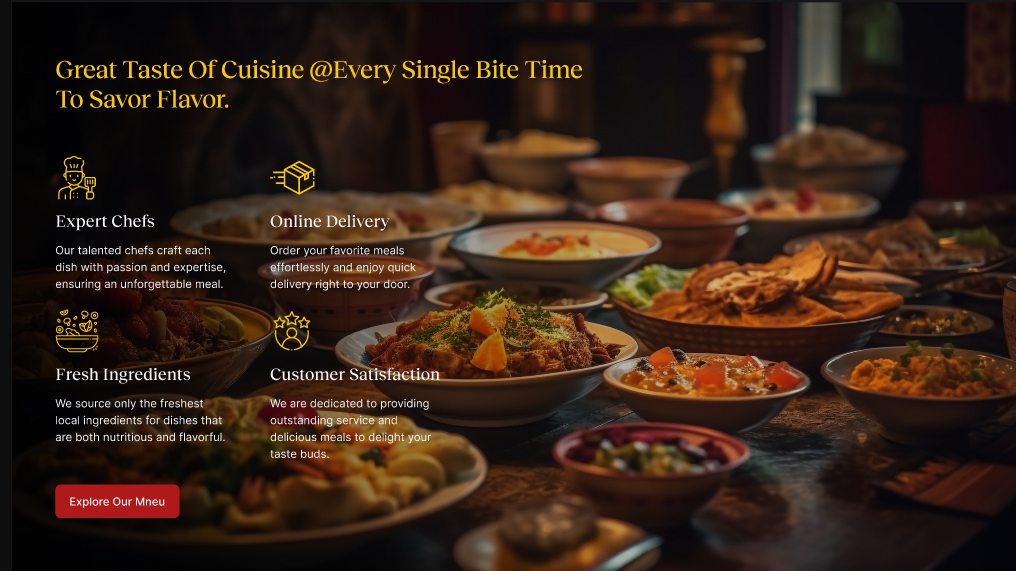 Great Taste Of Cuisine @Every Single Bite Time
To Savor Flavor.
Expert Chefs
Our talented chefs craft each
dish with passion and expertise,
ensuring an unforgettable meal.
Online Delivery
Order your favorite meals
effortlessly and enjoy quick
delivery right to your door.
Fresh Ingredients
We source only the freshest
local ingredients for dishes that
are both nutritious and flavorful.
Customer Satisfaction
We are dedicated to providing
outstanding service and
delicious meals to delight your
taste buds.
Explore Our Mneu